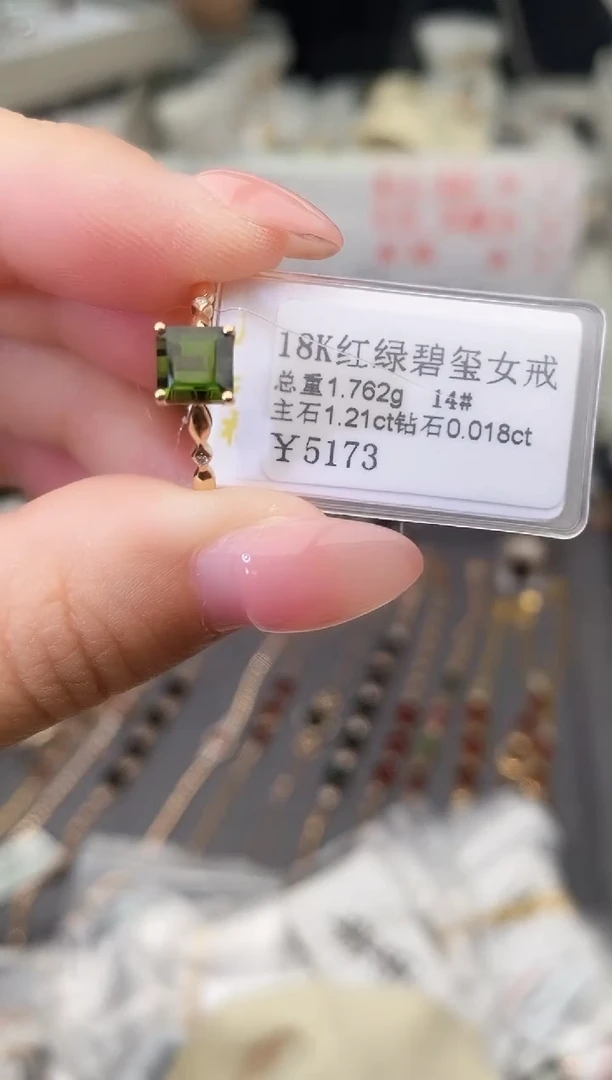 18K红绿碧玺女戒
总重1.762g 14#
主石1.21ct钻石0.018ct
¥5173